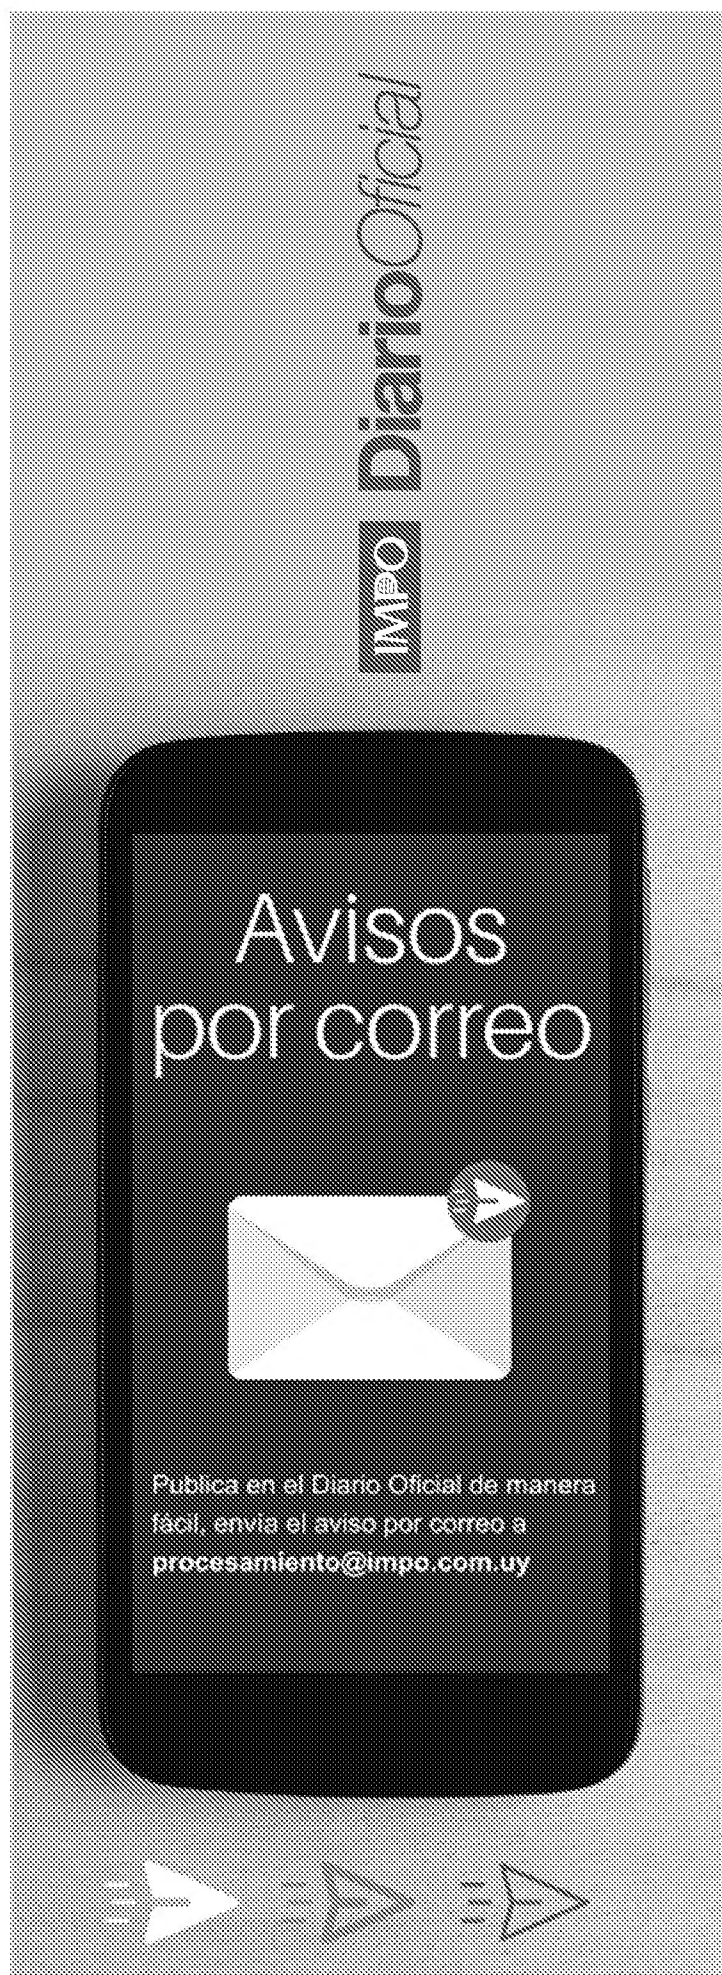 IMPO DiarioOficial
Avisos
por correo
Publica en el Diario Oficial de manera
fácil, envía el aviso por correo a
procesamiento@impo.com.uy